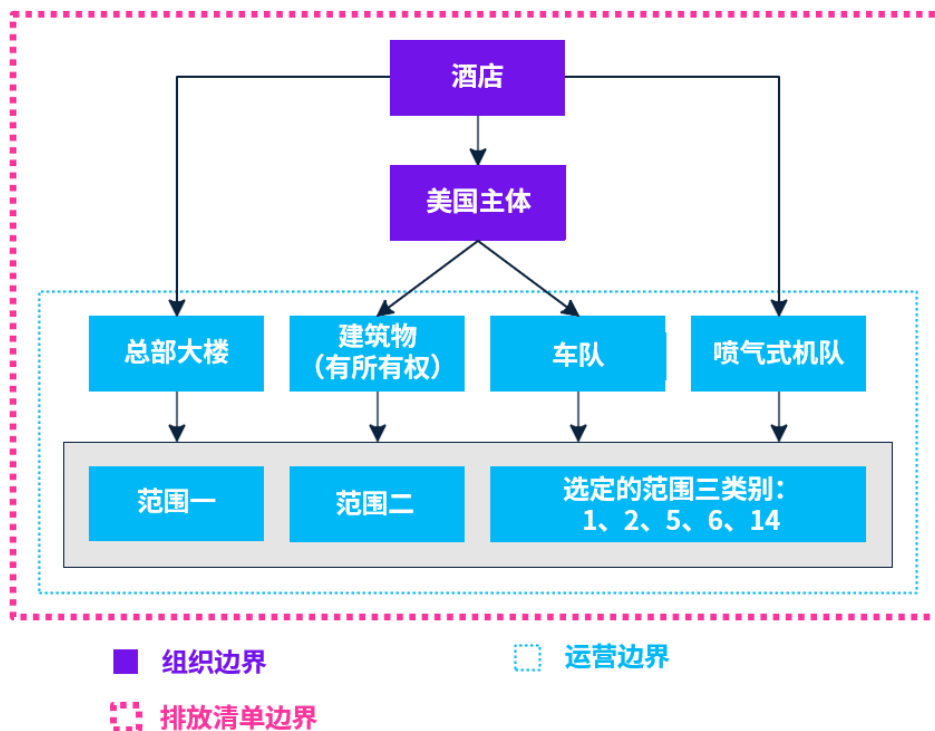 酒店
美国主体
总部大楼
建筑物
（有所有权）
车队
喷气式机队
范围一
范围二
选定的范围三类别：
1、2、5、6、14
组织边界
运营边界
排放清单边界